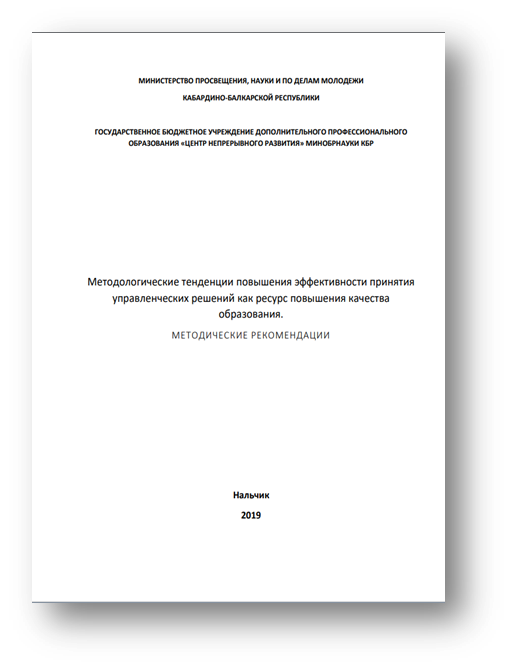 МИНИСТЕРСТВО ПРОСВЕЩЕНИЯ, НАУКИ И ПО ДЕЛАМ МОЛОДЕЖИ
КАБАРДИНО-БАЛКАРСКОЙ РЕСПУБЛИКИ
ГОСУДАРСТВЕННОЕ БЮДЖЕТНОЕ УЧРЕЖДЕНИЕ ДОПОЛНИТЕЛЬНОГО ПРОФЕССИОНАЛЬНОГО
ОБРАЗОВАНИЯ «ЦЕНТР НЕПРЕРЫВНОГО РАЗВИТИЯ» МИНОБРНАУКИ КБР
Методологические тенденции повышения эффективности принятия
управленческих решений как ресурс повышения качества
образования.
МЕТОДИЧЕСКИЕ РЕКОМЕНДАЦИИ
Нальчик
2019